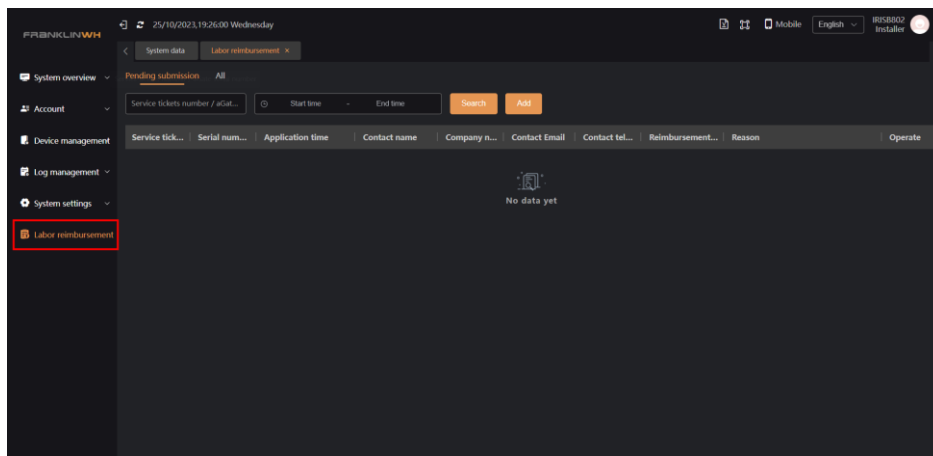 FRANKLINWH
25/10/2023,19:26:00 Wednesday
Mobile
English
IRISB802
Installer
System data
Labor reimbursement ×
System overview
Account
Device management
Log management
System settings
Labor reimbursement
Pending submission All
Service tickets number / aGat... Start time - End time Search Add
Service tick... Serial num... Application time Contact name Company n... Contact Email Contact tel... Reimbursement... Reason Operate
No data yet